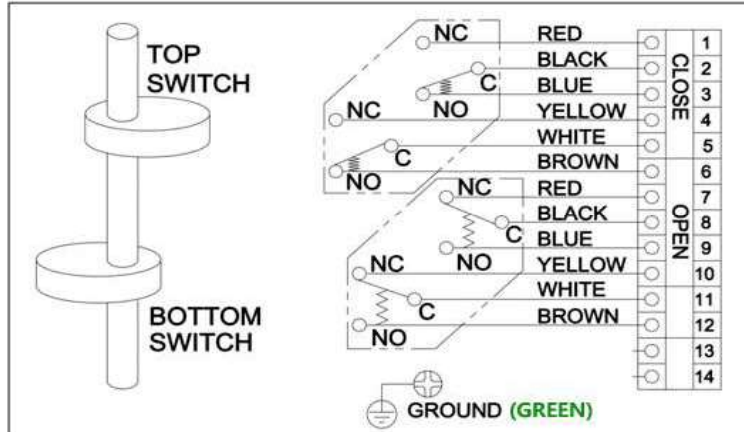 TOP
SWITCH
BOTTOM
SWITCH
NC RED 1
BLACK 2
C BLUE 3
NC NO YELLOW 4
WHITE 5
C BROWN 6
NO
CLOSE
NC RED 7
BLACK 8
C BLUE 9
NC NO YELLOW 10
WHITE 11
C BROWN 12
NO
OPEN
13
14
GROUND (GREEN)